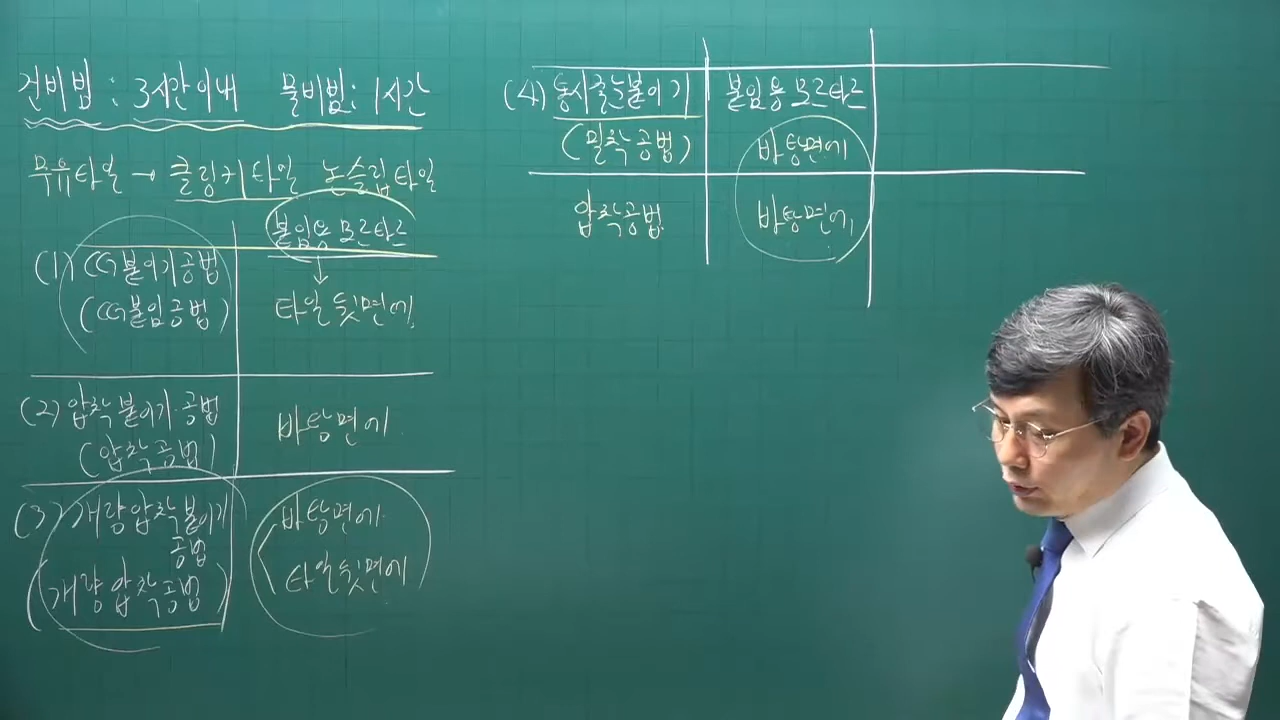 건비빔 : 3시간 이내 물비빔 : 1시간
무유타일 → 클링커타일 논슬립타일
붙임용 모르타르
(1) 떠붙이기 공법
(떠붙임공법)
↓
타일 뒷면에
(2) 압착 붙이기 공법
(압착공법)
바탕면에
(3) 개량압착 붙이기
공법
(개량 압착 공법)
바탕면에
타일뒷면에
(4) 동시줄눈붙이기
(밀착공법)
붙임용 모르타르
바탕면에
압착공법
바탕면에